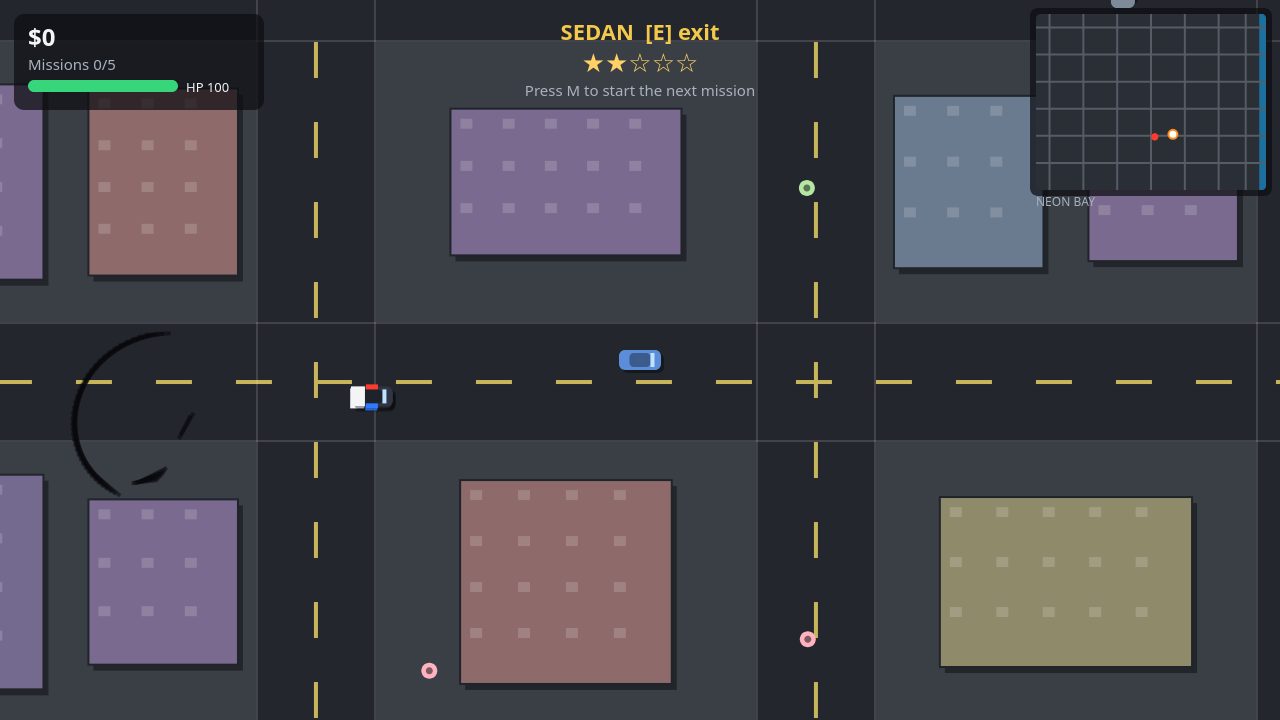 $0
Missions 0/5
HP 100
SEDAN [E] exit
★★☆☆☆
Press M to start the next mission
NEON BAY